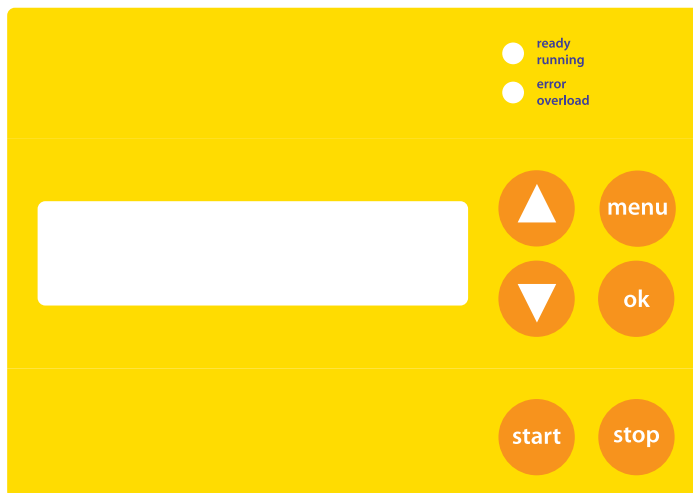 ready
running
error
overload
menu
ok
start
stop